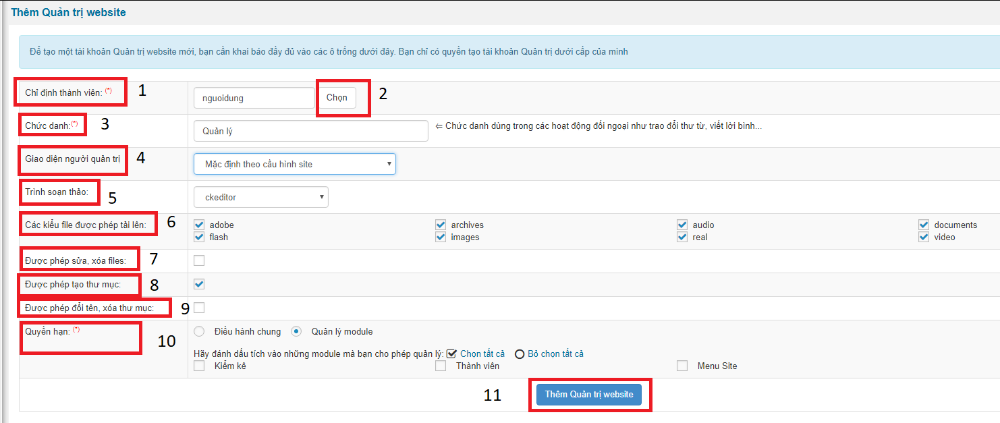 Thêm Quản trị website
Để tạo một tài khoản Quản trị website mới, bạn cần khai báo đầy đủ vào các ô trống dưới đây. Bạn chỉ có quyền tạo tài khoản Quản trị dưới cấp của mình
Chỉ định thành viên: (*) 1 nguoidung Chọn 2
Chức danh:(*) 3 Quản lý ⇐ Chức danh dùng trong các hoạt động đối ngoại như trao đổi thư từ, viết lời bình...
Giao diện người quản trị 4 Mặc định theo cấu hình site
Trình soạn thảo: 5 ckeditor
Các kiểu file được phép tải lên: 6 adobe archives audio documents
flash images real video
Được phép sửa, xóa files: 7
Được phép tạo thư mục: 8
Được phép đổi tên, xóa thư mục: 9
Quyền hạn: (*) 10 Điều hành chung Quản lý module
Hãy đánh dấu tích vào những module mà bạn cho phép quản lý: Chọn tất cả Bỏ chọn tất cả
Kiểm kê Thành viên Menu Site
11 Thêm Quản trị website